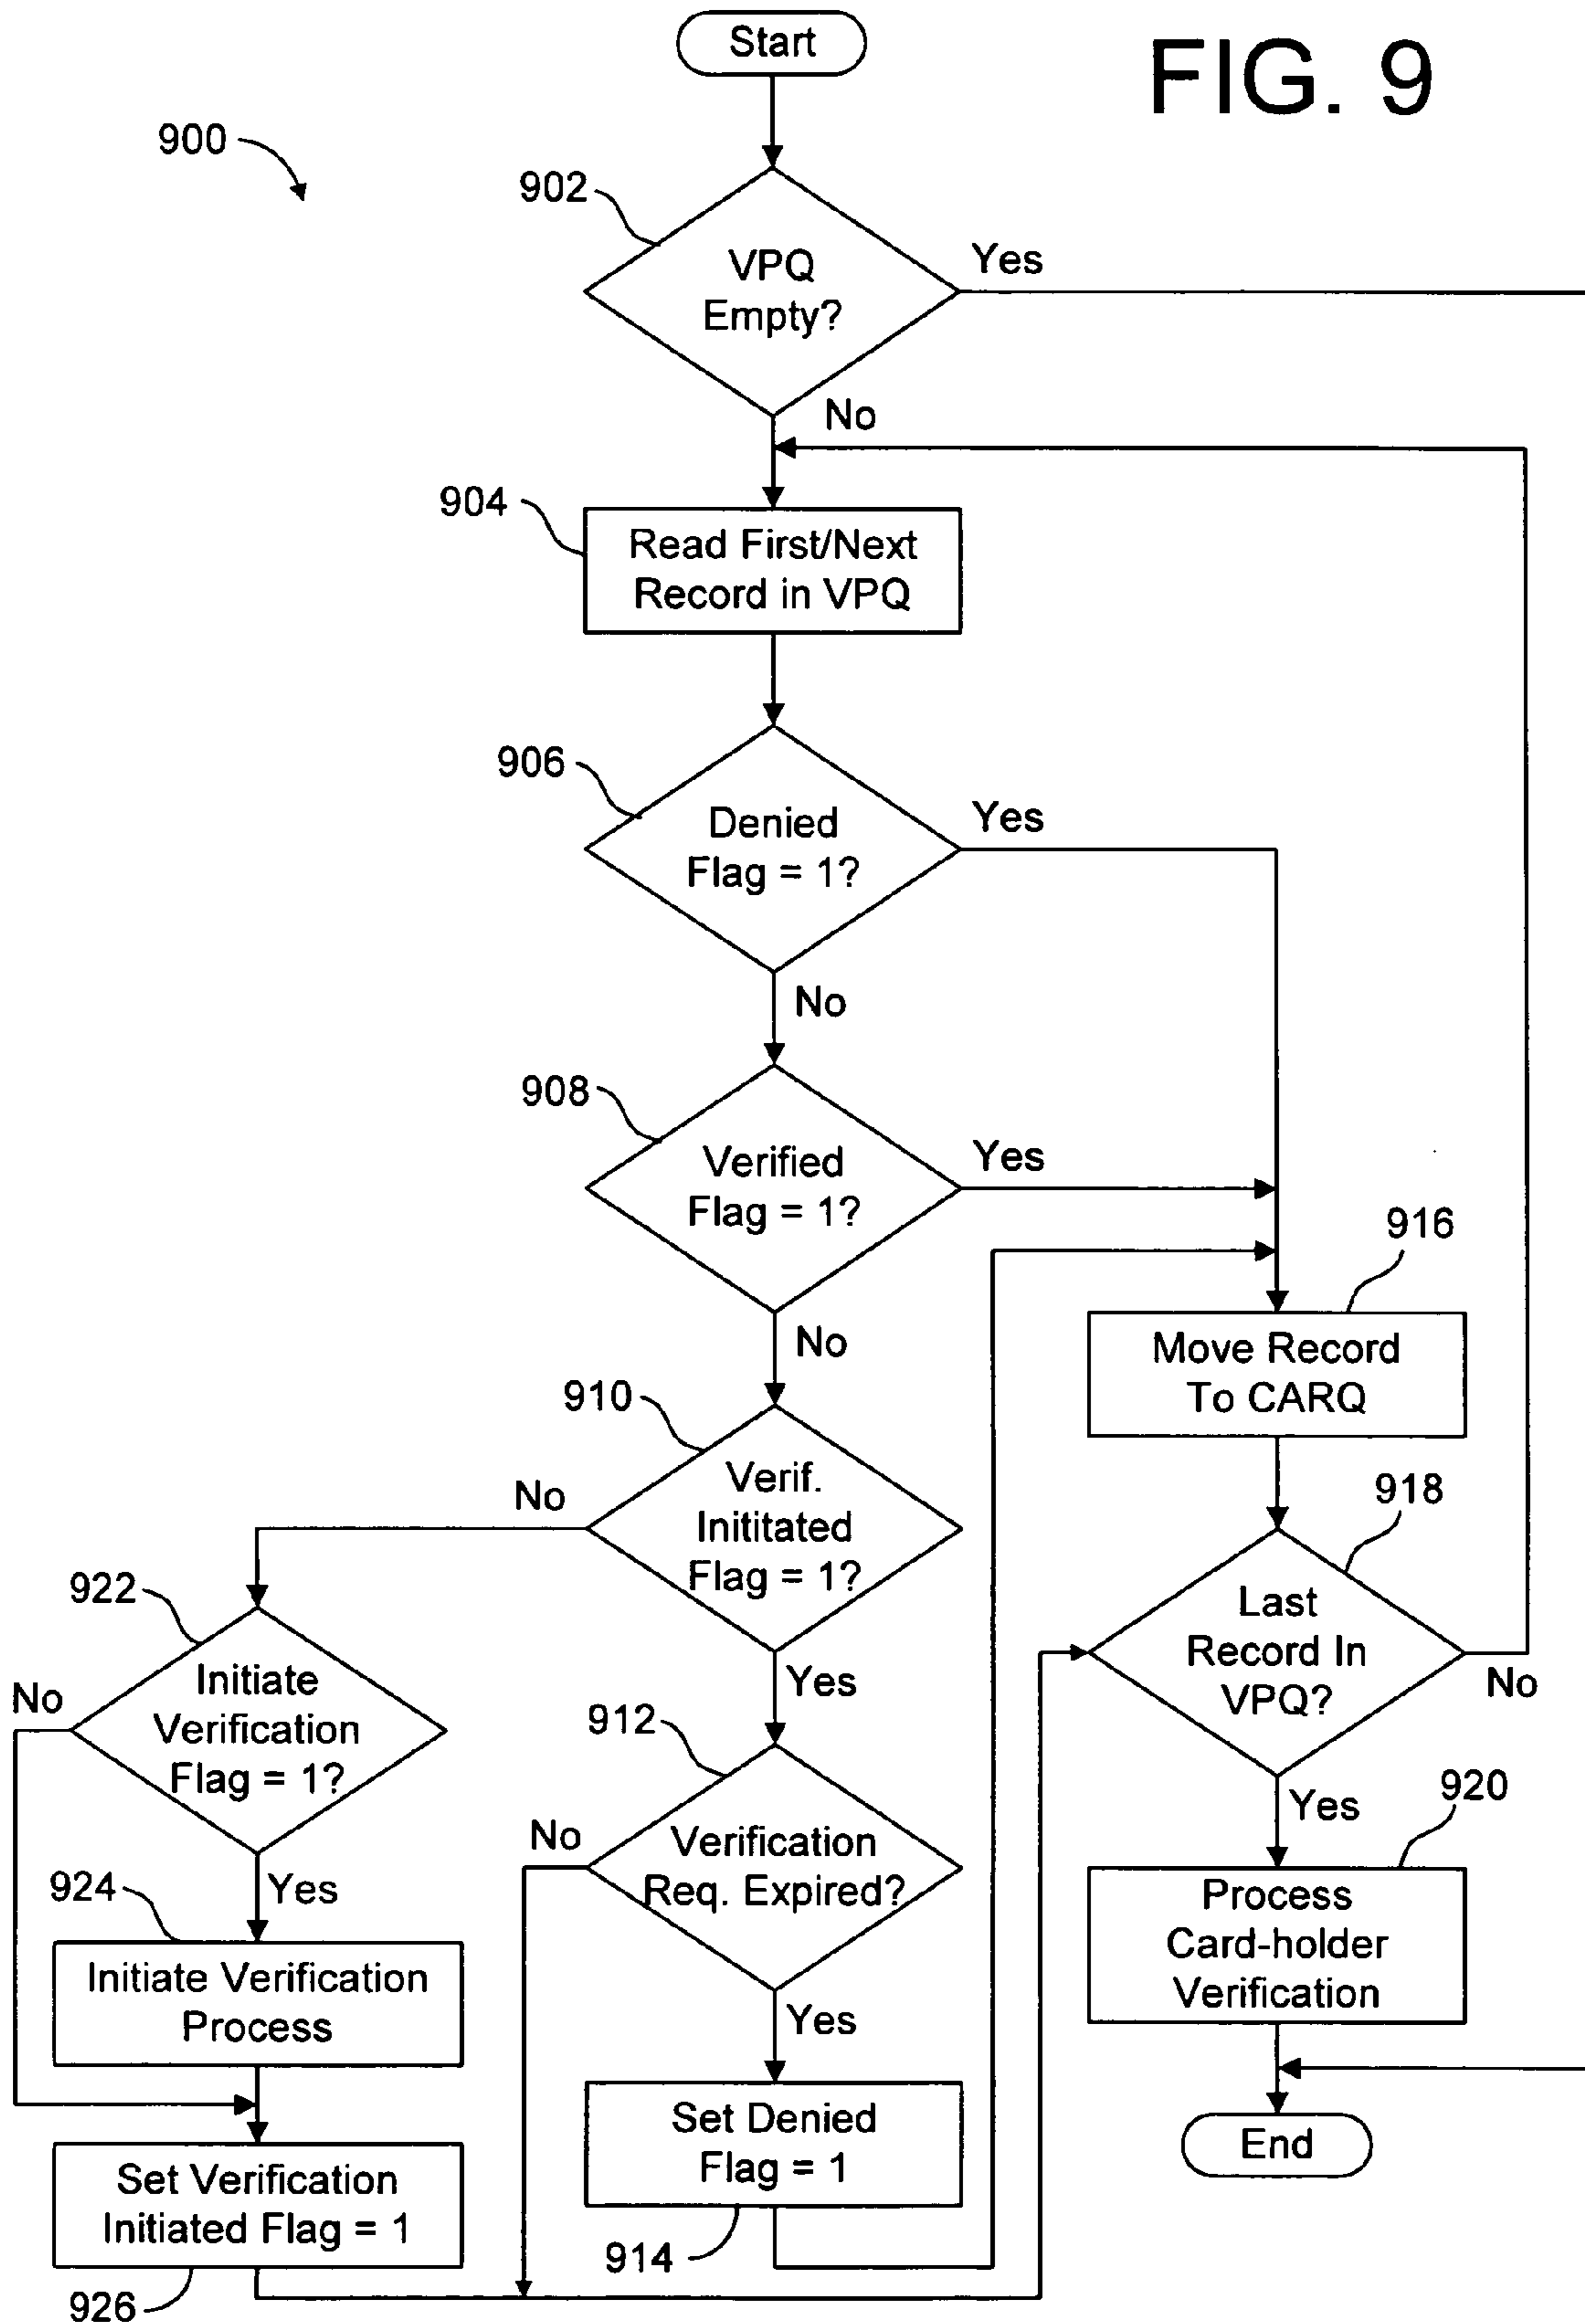 FIG. 9
Start
900
902
VPQ
Empty?
Yes
No
904
Read First/Next
Record in VPQ
906
Denied
Flag = 1?
Yes
No
908
Verified
Flag = 1?
Yes
No
910
Verif.
Inititated
Flag = 1?
No
Yes
916
Move Record
To CARQ
918
Last
Record In
VPQ?
No
Yes
922
Initiate
Verification
Flag = 1?
No
Yes
912
Verification
Req. Expired?
No
Yes
920
Process
Card-holder
Verification
924
Initiate Verification
Process
Set Denied
Flag = 1
914
End
Set Verification
Initiated Flag = 1
926